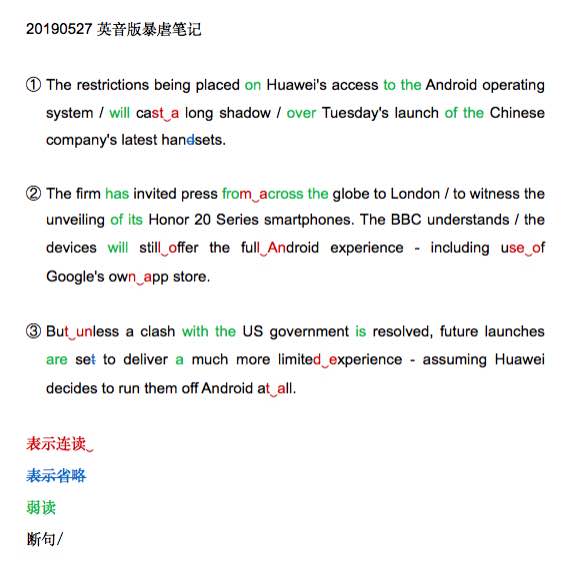 20190527 英音版暴虐笔记
① The restrictions being placed on Huawei's access to the Android operating
system / will cast‿a long shadow / over Tuesday's launch of the Chinese
company's latest handsets.
② The firm has invited press from‿across the globe to London / to witness the
unveiling of its Honor 20 Series smartphones. The BBC understands / the
devices will still‿offer the full‿Android experience - including use‿of
Google's own‿app store.
③ But‿unless a clash with the US government is resolved, future launches
are set to deliver a much more limited‿experience - assuming Huawei
decides to run them off Android at‿all.
表示连读‿
表示省略
弱读
断句/